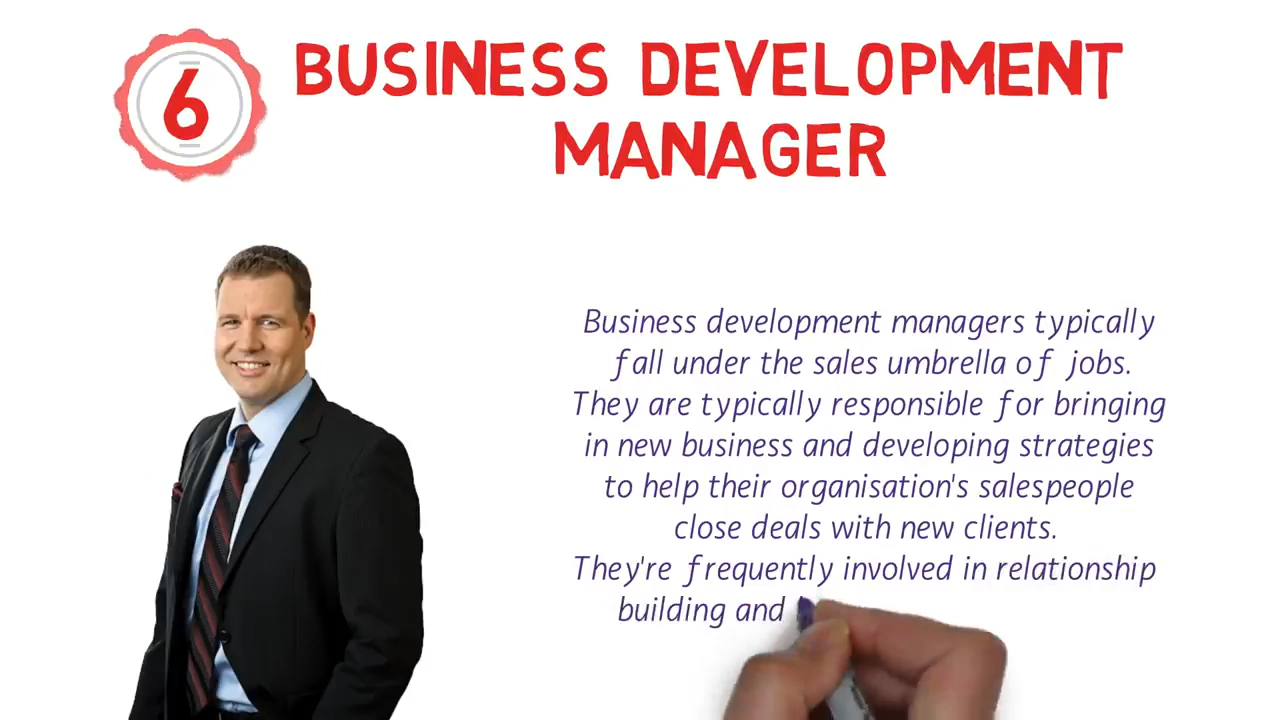 6
BUSINESS DEVELOPMENT
MANAGER
Business development managers typically
fall under the sales umbrella of jobs.
They are typically responsible for bringing
in new business and developing strategies
to help their organisation's salespeople
close deals with new clients.
They're frequently involved in relationship
building and